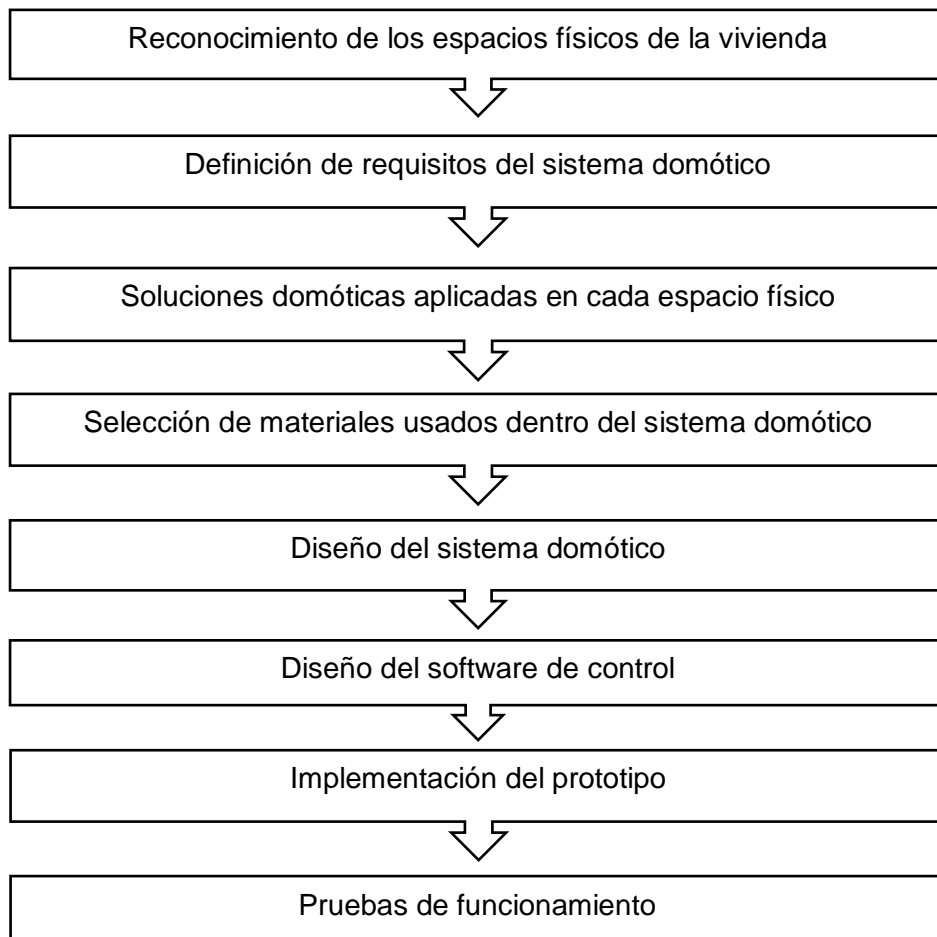 Reconocimiento de los espacios físicos de la vivienda
Definición de requisitos del sistema domótico
Soluciones domóticas aplicadas en cada espacio físico
Selección de materiales usados dentro del sistema domótico
Diseño del sistema domótico
Diseño del software de control
Implementación del prototipo
Pruebas de funcionamiento